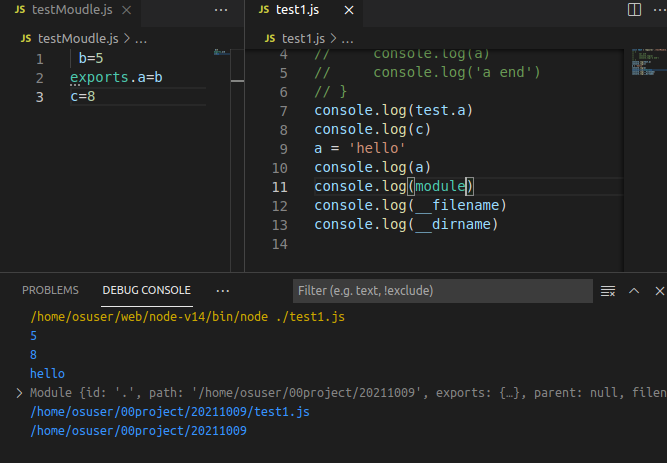 JS testMoudle.js ×
JS testMoudle.js > ...
1 b=5
2 exports.a=b
3 c=8
JS test1.js ×
JS test1.js > ...
4 // console.log(a)
5 // console.log('a end')
6 // }
7 console.log(test.a)
8 console.log(c)
9 a = 'hello'
10 console.log(a)
11 console.log(module)
12 console.log(__filename)
13 console.log(__dirname)
14
PROBLEMS DEBUG CONSOLE ... Filter (e.g. text, !exclude)
/home/osuser/web/node-v14/bin/node ./test1.js
5
8
hello
> Module {id: '.', path: '/home/osuser/00project/20211009', exports: {…}, parent: null, filen
/home/osuser/00project/20211009/test1.js
/home/osuser/00project/20211009